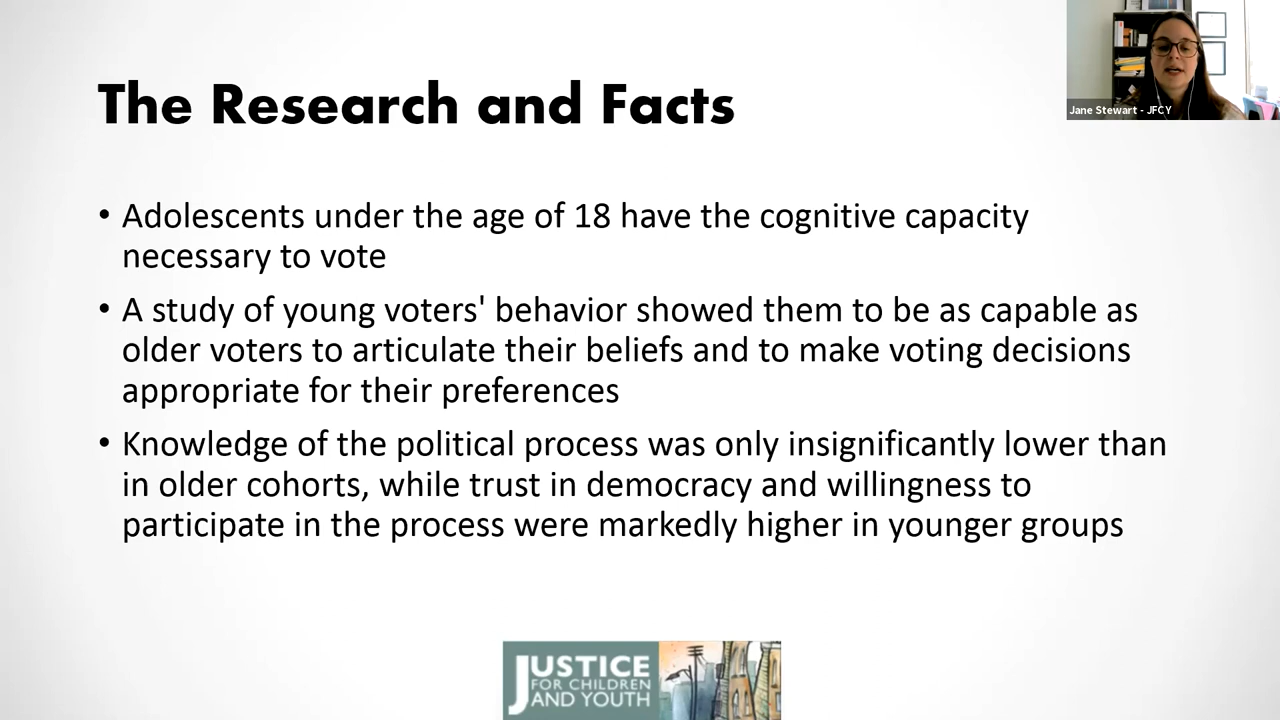 The Research and Facts
Jane Stewart - JFCY
• Adolescents under the age of 18 have the cognitive capacity
necessary to vote
• A study of young voters' behavior showed them to be as capable as
older voters to articulate their beliefs and to make voting decisions
appropriate for their preferences
• Knowledge of the political process was only insignificantly lower than
in older cohorts, while trust in democracy and willingness to
participate in the process were markedly higher in younger groups
JUSTICE
FOR CHILDREN
AND YOUTH